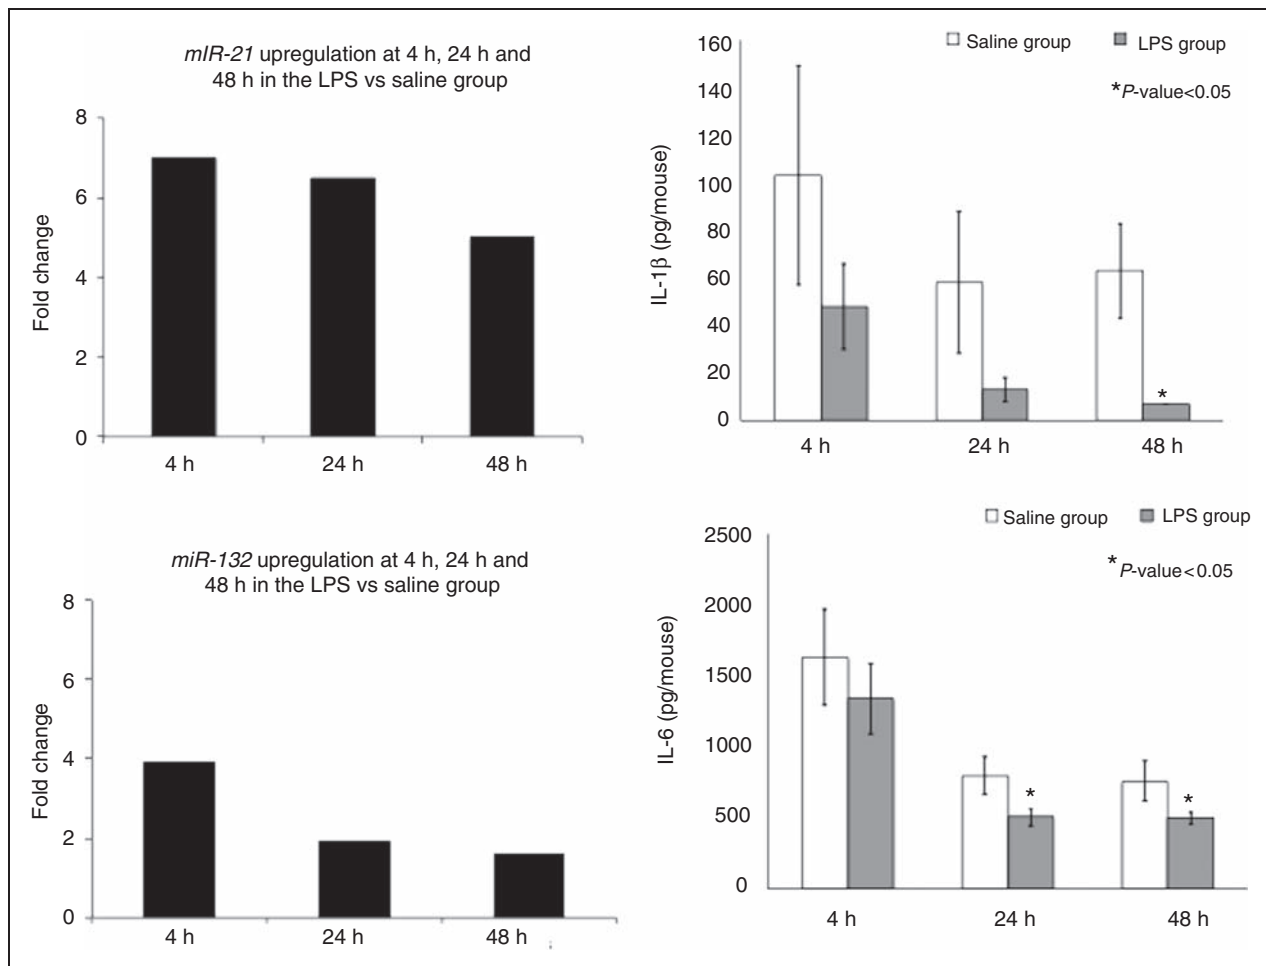 mIR-21 upregulation at 4 h, 24 h and
48 h in the LPS vs saline group
8
6
4
2
0
Fold change
4 h
24 h
48 h
Saline group
LPS group
*P-value<0.05
160
140
120
100
80
60
40
20
0
IL-1β (pg/mouse)
*
4 h
24 h
48 h
miR-132 upregulation at 4 h, 24 h and
48 h in the LPS vs saline group
8
6
4
2
0
Fold change
4 h
24 h
48 h
Saline group
LPS group
*P-value<0.05
2500
2000
1500
1000
500
0
IL-6 (pg/mouse)
*
*
4 h
24 h
48 h